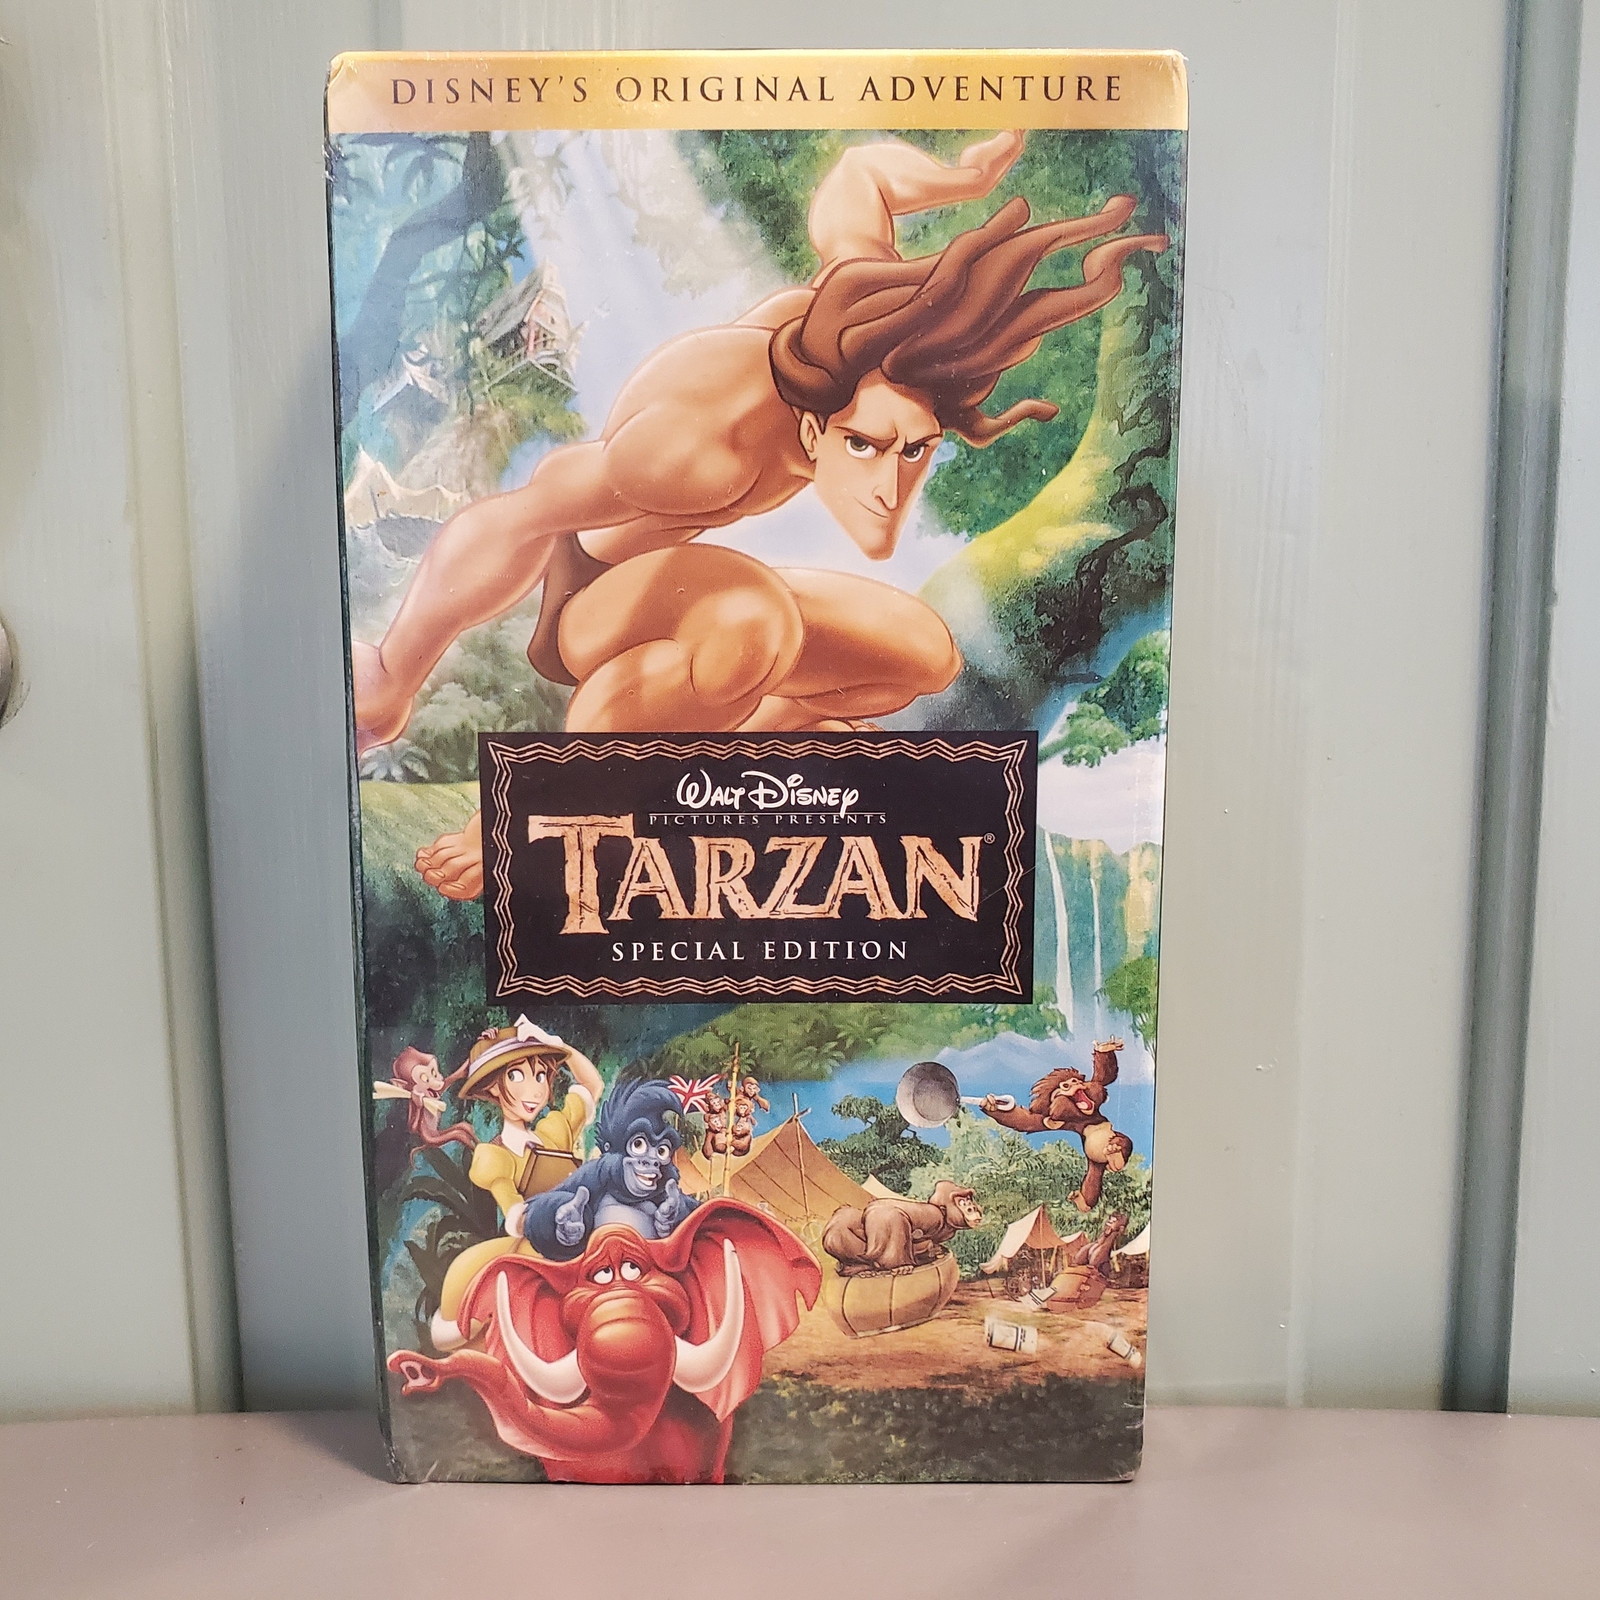 DISNEY'S ORIGINAL ADVENTURE
WALT DISNEY
PICTURES PRESENTS
TARZAN®
SPECIAL EDITION